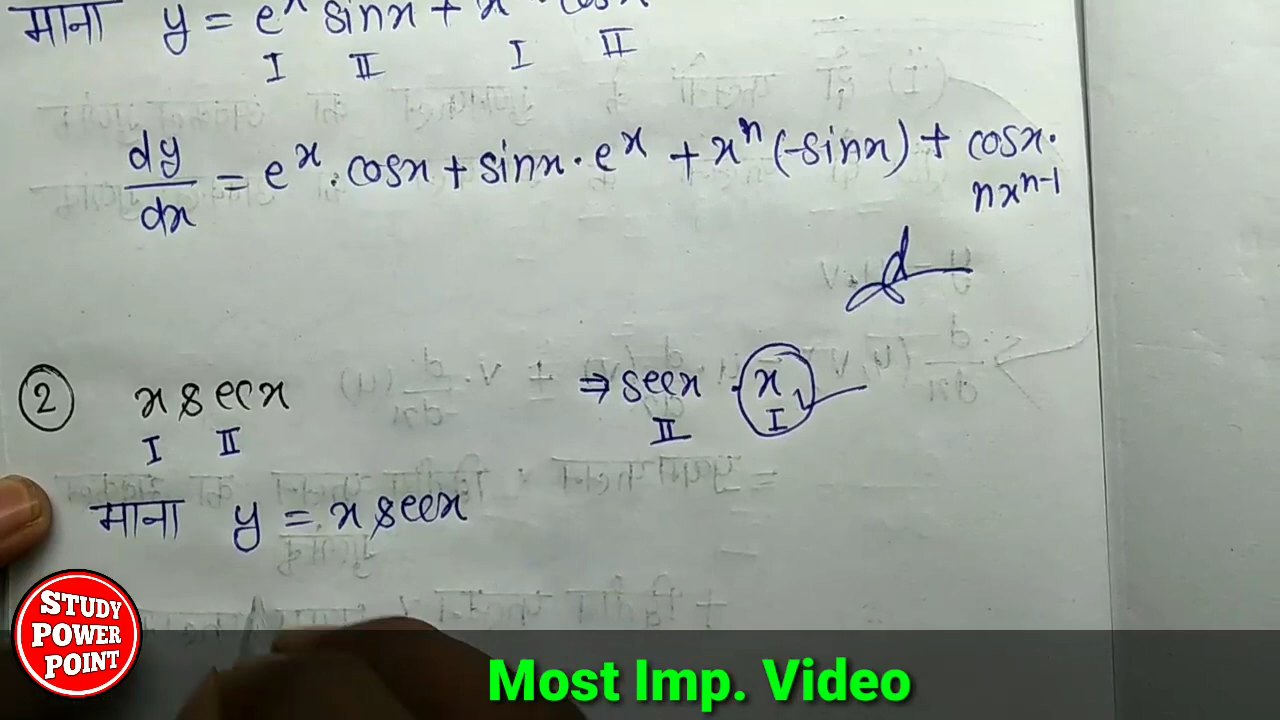 माना y = eˣ sinx + x cosx
I II I II
dy/dx = eˣ . cosx + sinx . eˣ + xⁿ (-sinx) + cosx .
nxⁿ⁻¹
② x secx ⇒ secx . x
I II II I
माना y = x secx
STUDY
POWER
POINT
Most Imp. Video